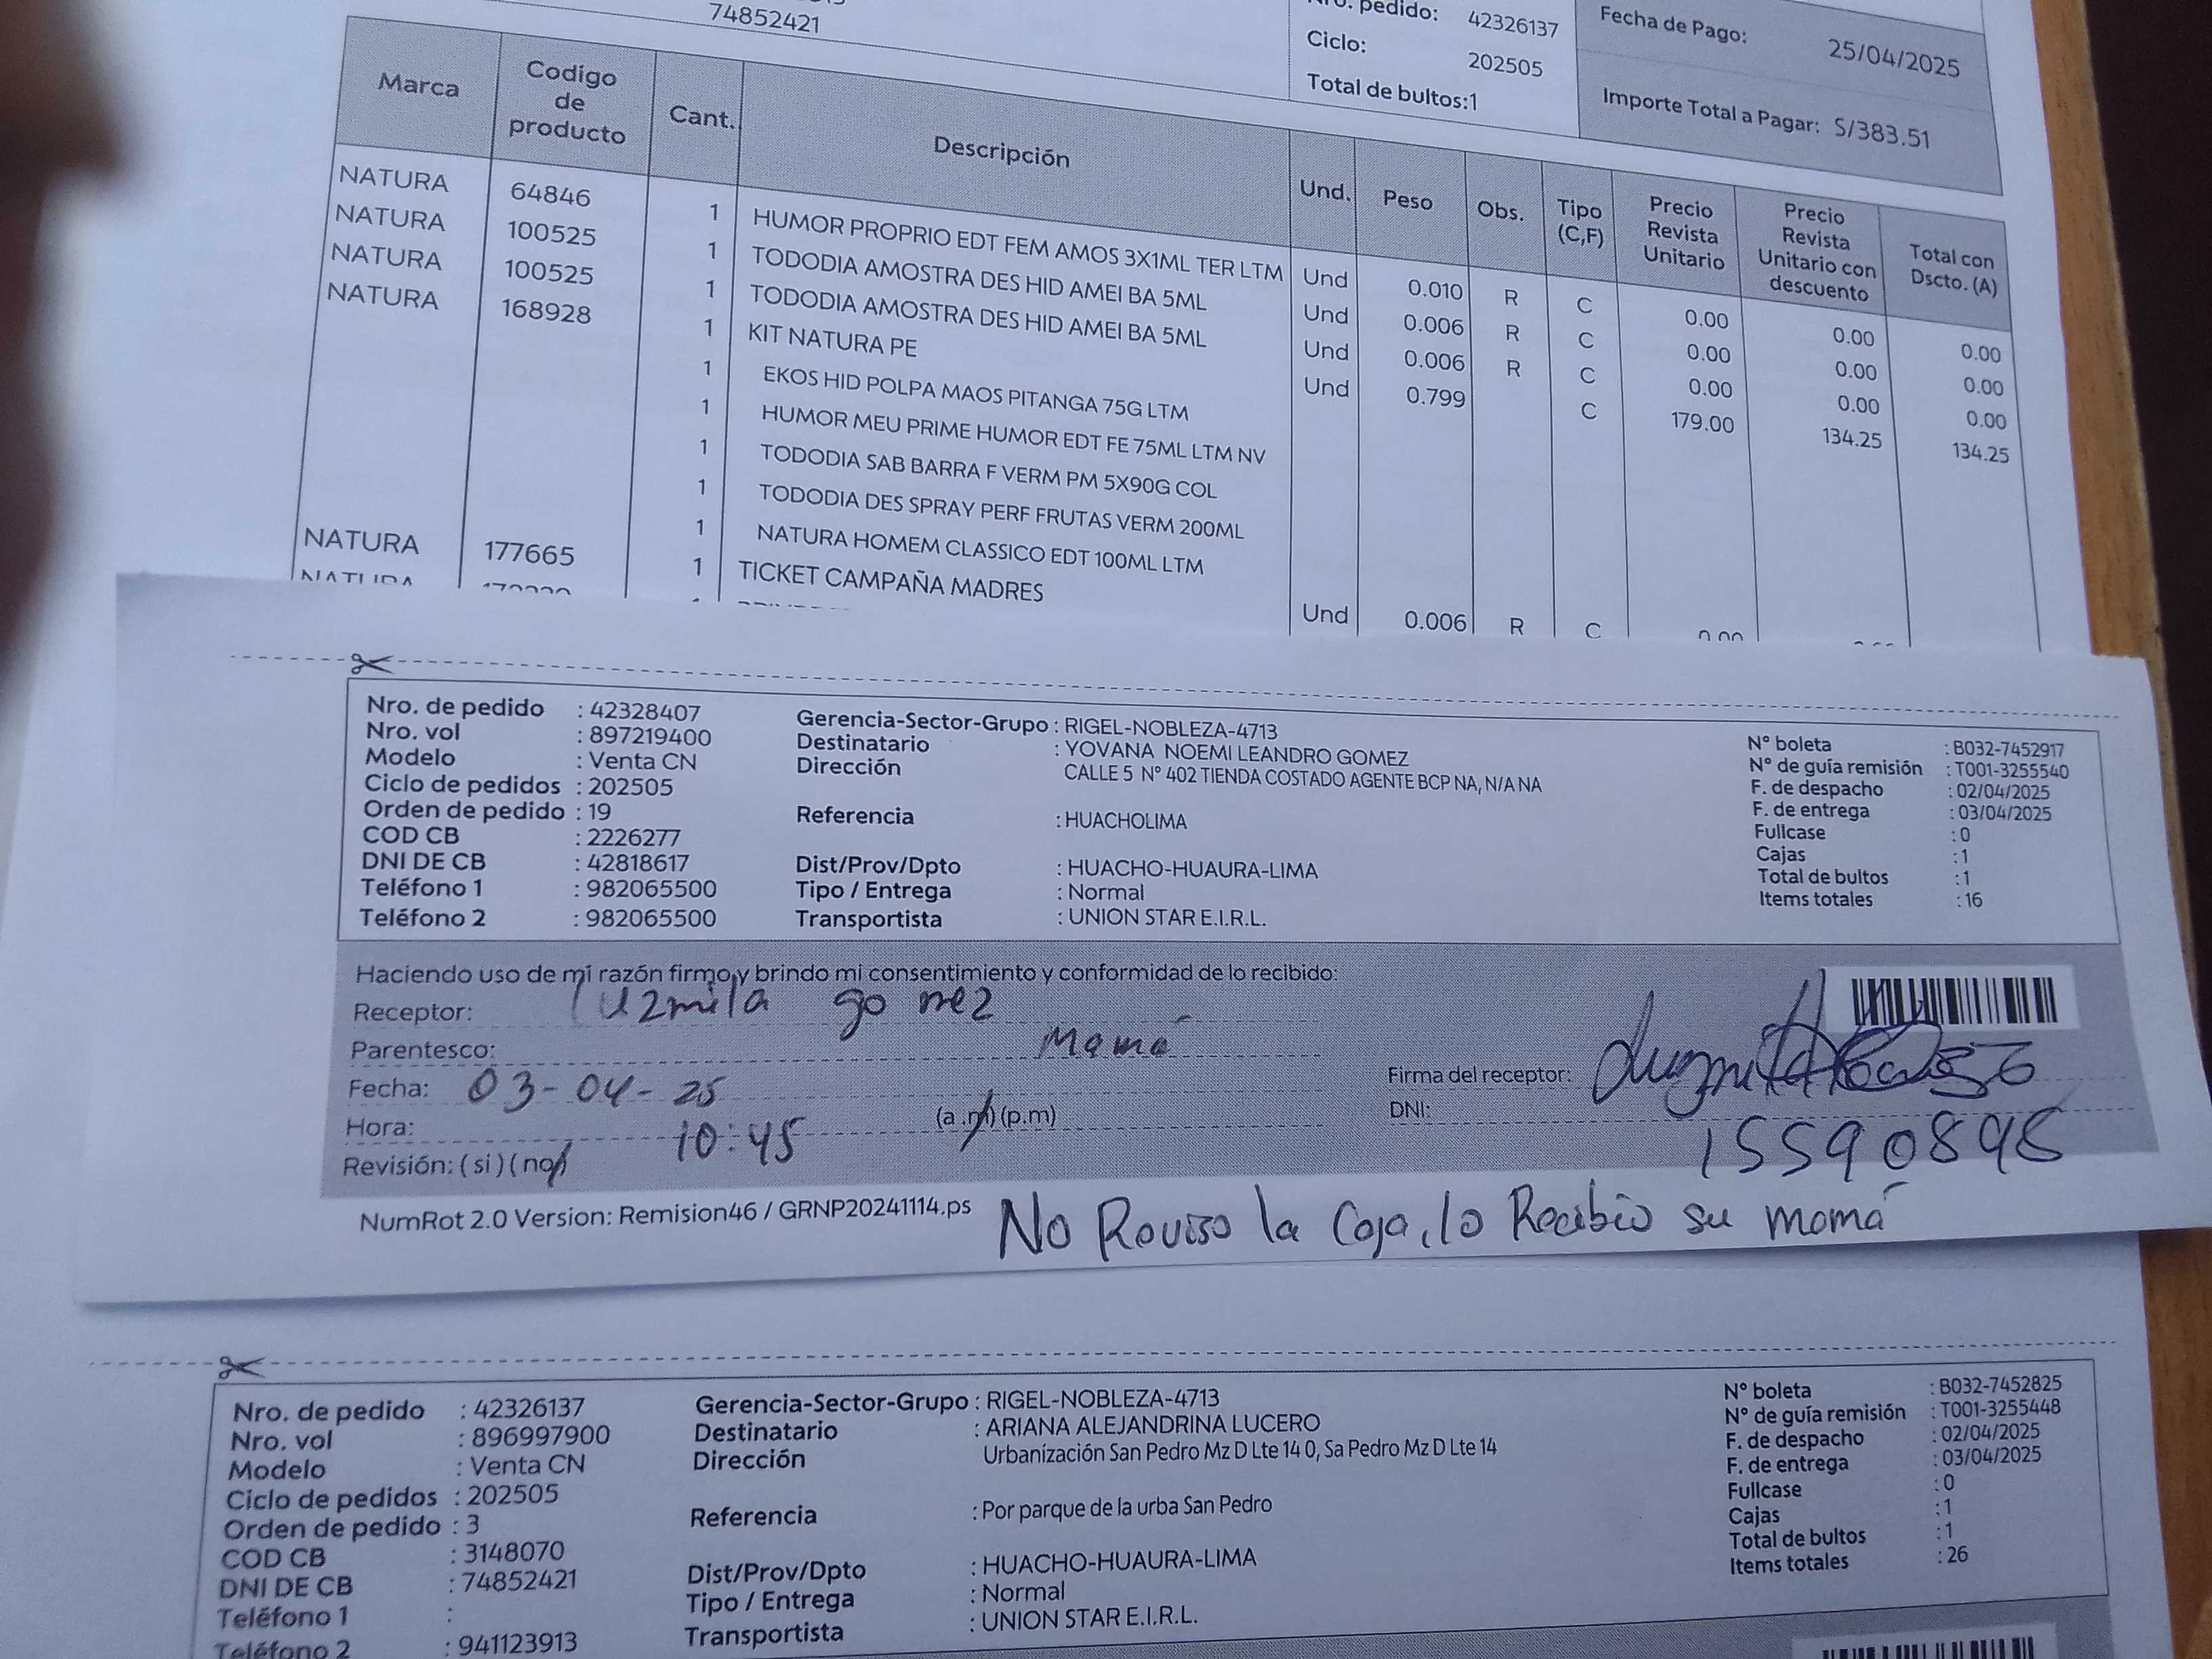 74852421
Nro. pedido: 42326137
Ciclo: 202505
Total de bultos:1
Fecha de Pago: 25/04/2025
Importe Total a Pagar: S/383.51
Marca Codigo de producto Cant. Descripción Und. Peso Obs. Tipo (C,F) Precio Revista Unitario Precio Revista Unitario con descuento Total con Dscto. (A)
NATURA 64846 1 HUMOR PROPRIO EDT FEM AMOS 3X1ML TER LTM Und 0.010 R C 0.00 0.00 0.00
NATURA 100525 1 TODODIA AMOSTRA DES HID AMEI BA 5ML Und 0.006 R C 0.00 0.00 0.00
NATURA 100525 1 TODODIA AMOSTRA DES HID AMEI BA 5ML Und 0.006 R C 0.00 0.00 0.00
NATURA 168928 1 KIT NATURA PE Und 0.799 C 179.00 134.25 134.25
1 EKOS HID POLPA MAOS PITANGA 75G LTM
1 HUMOR MEU PRIME HUMOR EDT FE 75ML LTM NV
1 TODODIA SAB BARRA F VERM PM 5X90G COL
1 TODODIA DES SPRAY PERF FRUTAS VERM 200ML
1 NATURA HOMEM CLASSICO EDT 100ML LTM
NATURA 177665 1 TICKET CAMPAÑA MADRES Und 0.006 R C 0.00
NATURA
Nro. de pedido : 42328407
Nro. vol : 897219400
Modelo : Venta CN
Ciclo de pedidos : 202505
Orden de pedido : 19
COD CB : 2226277
DNI DE CB : 42818617
Teléfono 1 : 982065500
Teléfono 2 : 982065500
Gerencia-Sector-Grupo : RIGEL-NOBLEZA-4713
Destinatario : YOVANA NOEMI LEANDRO GOMEZ
Dirección CALLE 5 Nº 402 TIENDA COSTADO AGENTE BCP NA, N/A NA
Referencia : HUACHOLIMA
Dist/Prov/Dpto : HUACHO-HUAURA-LIMA
Tipo / Entrega : Normal
Transportista : UNION STAR E.I.R.L.
Nº boleta : B032-7452917
Nº de guía remisión : T001-3255540
F. de despacho : 02/04/2025
F. de entrega : 03/04/2025
Fullcase : 0
Cajas : 1
Total de bultos : 1
Items totales : 16
Haciendo uso de mi razón firmo y brindo mi consentimiento y conformidad de lo recibido:
Receptor: luzmila gomez
Parentesco: Mamá
Fecha: 03-04-25
Hora: 10:45 (a.m) (p.m)
Revisión: (si) (no)
Firma del receptor:
DNI: 15590898
NumRot 2.0 Version: Remision46 / GRNP20241114.ps
No Reviso la Caja, lo Recibio su mamá
Nro. de pedido : 42326137
Nro. vol : 896997900
Modelo : Venta CN
Ciclo de pedidos : 202505
Orden de pedido : 3
COD CB : 3148070
DNI DE CB : 74852421
Teléfono 1 :
Teléfono 2 : 941123913
Gerencia-Sector-Grupo : RIGEL-NOBLEZA-4713
Destinatario : ARIANA ALEJANDRINA LUCERO
Dirección Urbanización San Pedro Mz D Lte 14 0, Sa Pedro Mz D Lte 14
Referencia : Por parque de la urba San Pedro
Dist/Prov/Dpto : HUACHO-HUAURA-LIMA
Tipo / Entrega : Normal
Transportista : UNION STAR E.I.R.L.
Nº boleta : B032-7452825
Nº de guía remisión : T001-3255448
F. de despacho : 02/04/2025
F. de entrega : 03/04/2025
Fullcase : 0
Cajas : 1
Total de bultos : 1
Items totales : 26